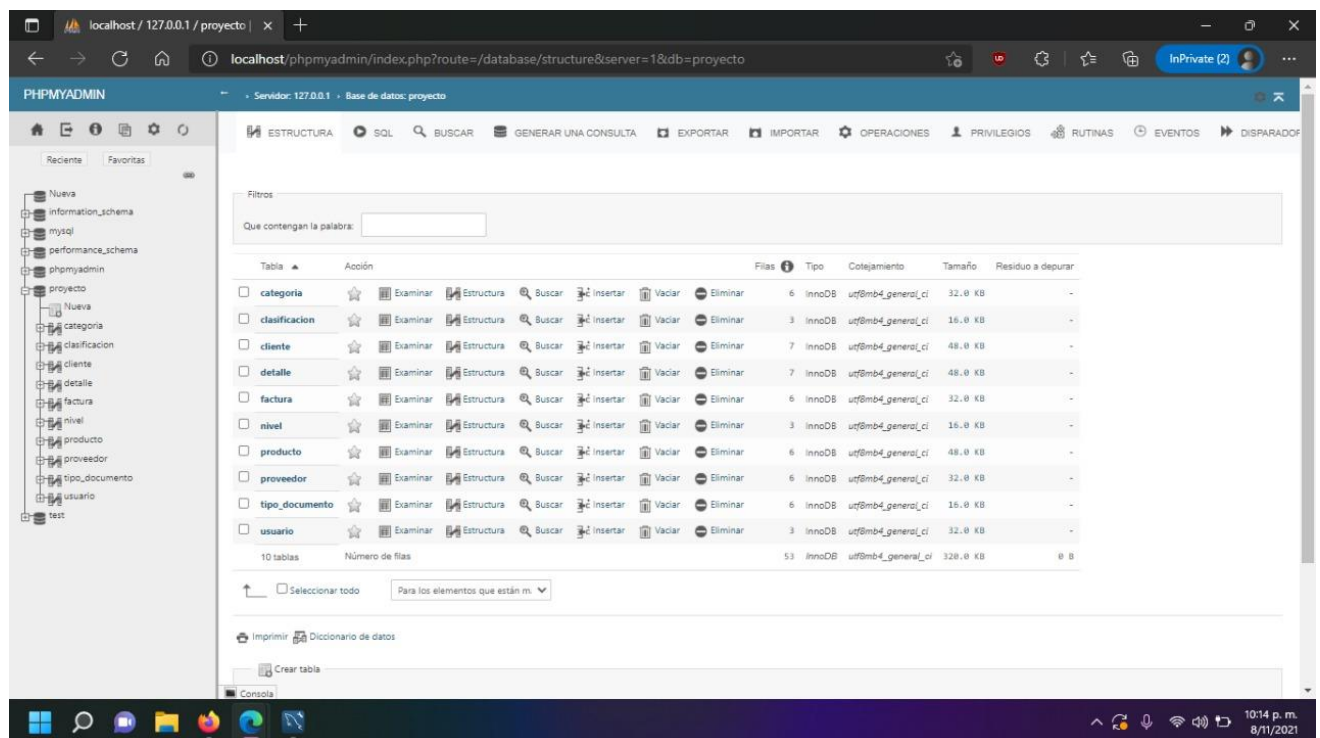 localhost / 127.0.0.1 / proyecto |
localhost/phpmyadmin/index.php?route=/database/structure&server=1&db=proyecto
InPrivate (2)
PHPMYADMIN
Servidor: 127.0.0.1
Base de datos: proyecto
Reciente
Favoritas
Nueva
information_schema
mysql
performance_schema
phpmyadmin
proyecto
Nueva
categoria
clasificacion
cliente
detalle
factura
nivel
producto
proveedor
tipo_documento
usuario
test
ESTRUCTURA SQL BUSCAR GENERAR UNA CONSULTA EXPORTAR IMPORTAR OPERACIONES PRIVILEGIOS RUTINAS EVENTOS DISPARADOR
Filtros
Que contengan la palabra:
Tabla Acción Filas Tipo Cotejamiento Tamaño Residuo a depurar
categoria Examinar Estructura Buscar Insertar Vaciar Eliminar 6 InnoDB utf8mb4_general_ci 32.0 KB -
clasificacion Examinar Estructura Buscar Insertar Vaciar Eliminar 3 InnoDB utf8mb4_general_ci 16.0 KB -
cliente Examinar Estructura Buscar Insertar Vaciar Eliminar 7 InnoDB utf8mb4_general_ci 48.0 KB -
detalle Examinar Estructura Buscar Insertar Vaciar Eliminar 7 InnoDB utf8mb4_general_ci 48.0 KB -
factura Examinar Estructura Buscar Insertar Vaciar Eliminar 6 InnoDB utf8mb4_general_ci 32.0 KB -
nivel Examinar Estructura Buscar Insertar Vaciar Eliminar 3 InnoDB utf8mb4_general_ci 16.0 KB -
producto Examinar Estructura Buscar Insertar Vaciar Eliminar 6 InnoDB utf8mb4_general_ci 48.0 KB -
proveedor Examinar Estructura Buscar Insertar Vaciar Eliminar 6 InnoDB utf8mb4_general_ci 32.0 KB -
tipo_documento Examinar Estructura Buscar Insertar Vaciar Eliminar 6 InnoDB utf8mb4_general_ci 16.0 KB -
usuario Examinar Estructura Buscar Insertar Vaciar Eliminar 3 InnoDB utf8mb4_general_ci 32.0 KB -
10 tablas Número de filas 53 InnoDB utf8mb4_general_ci 320.0 KB 0 B
Seleccionar todo Para los elementos que están m.
Imprimir Diccionario de datos
Crear tabla
Consola
10:14 p. m.
8/11/2021